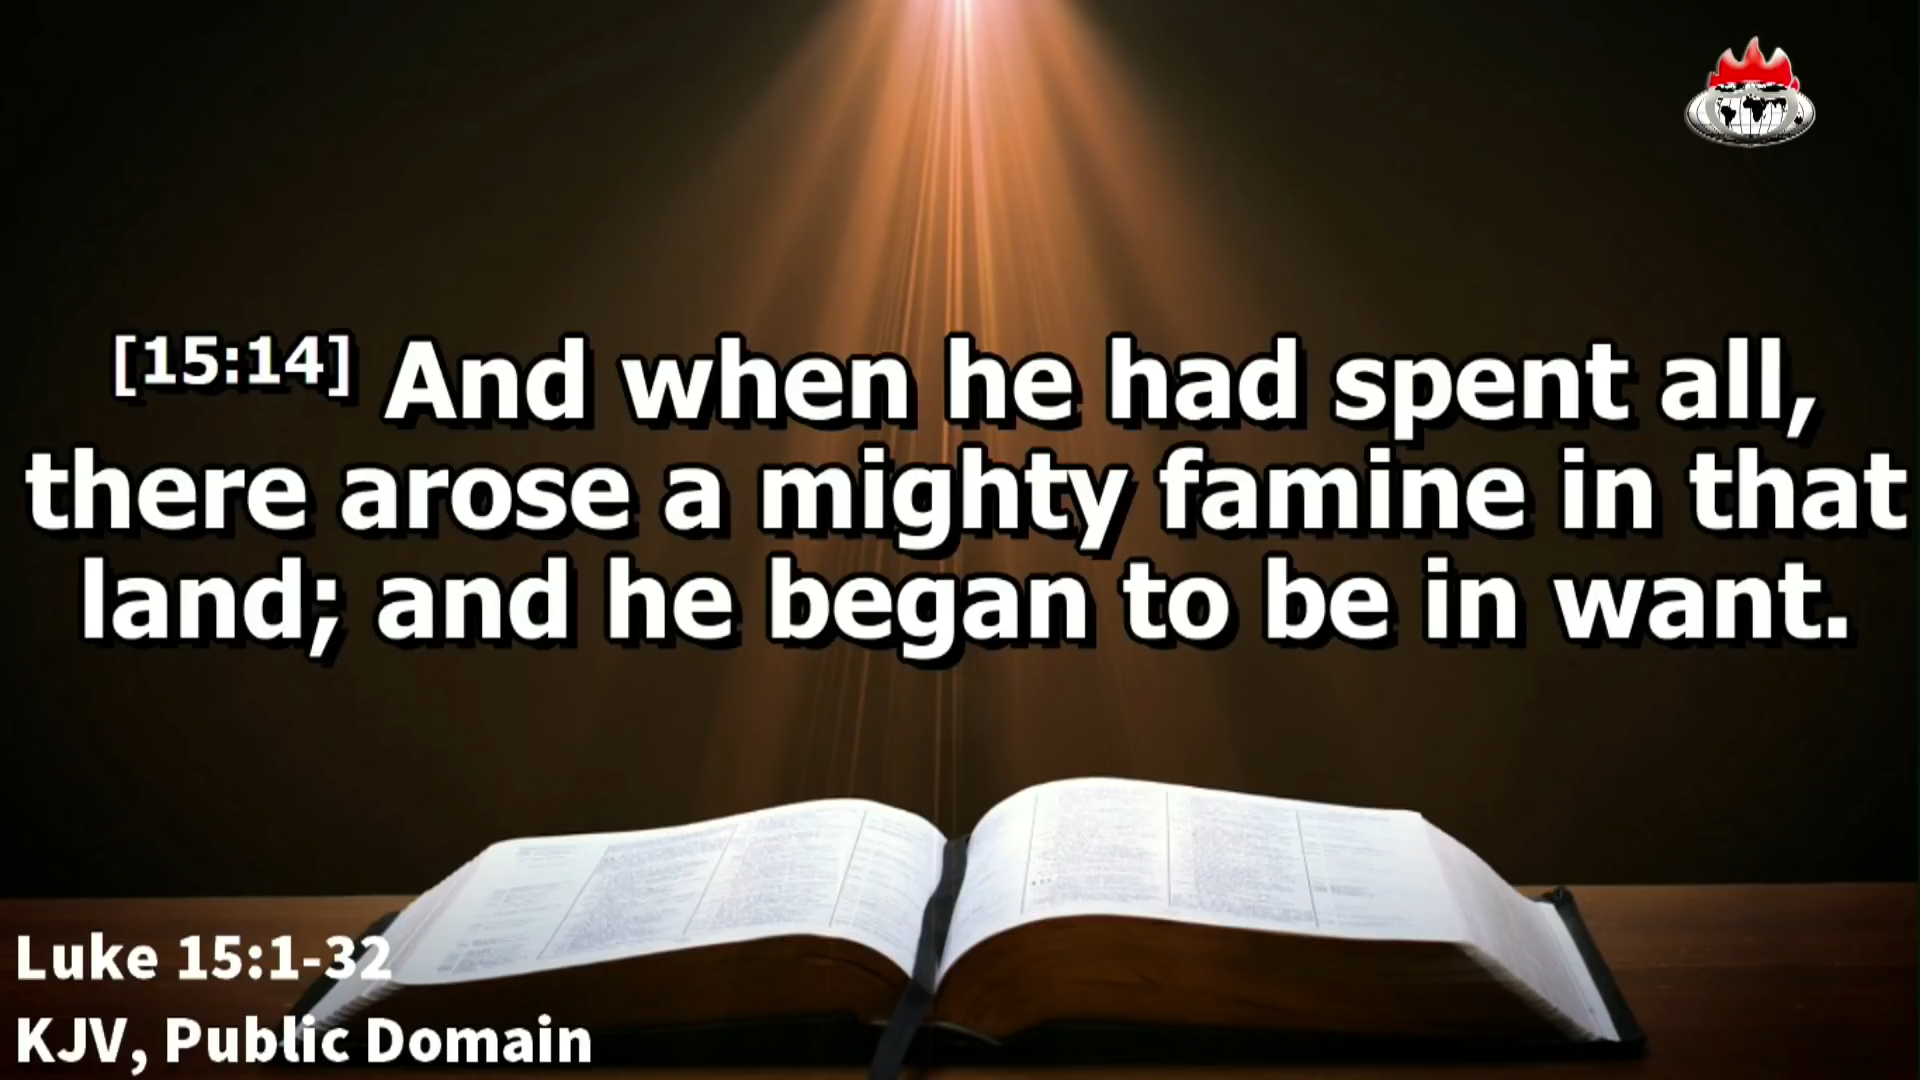 [15:14] And when he had spent all,
there arose a mighty famine in that
land; and he began to be in want.
Luke 15:1-32
KJV, Public Domain